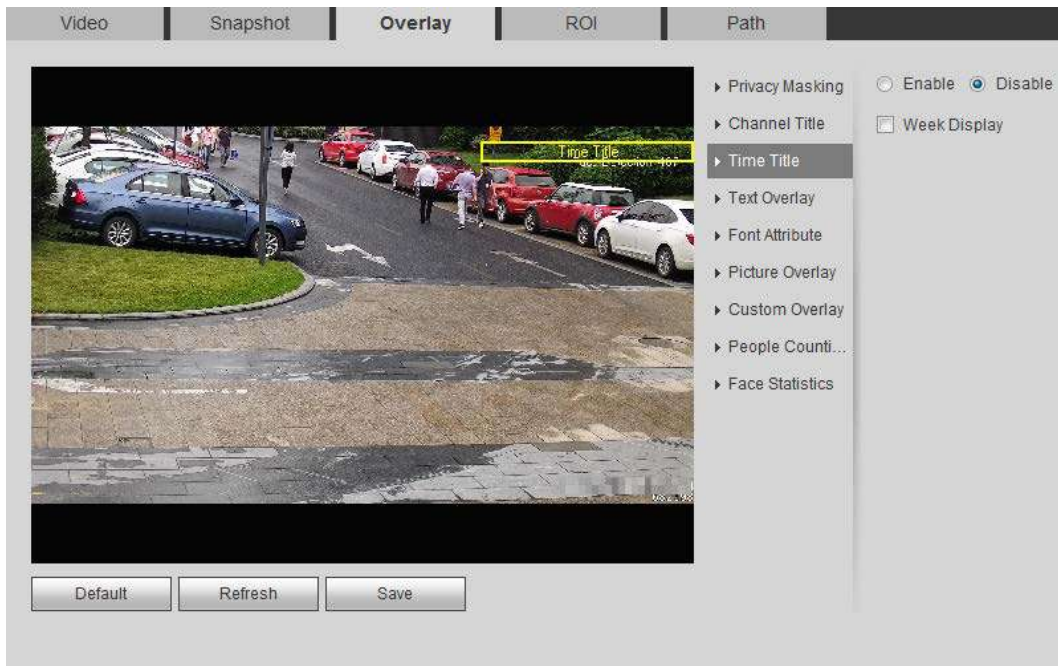 Video Snapshot Overlay ROI Path
Privacy Masking
Channel Title
Time Title
Text Overlay
Font Attribute
Picture Overlay
Custom Overlay
People Counti...
Face Statistics
Enable Disable
Week Display
Time Title
Default Refresh Save